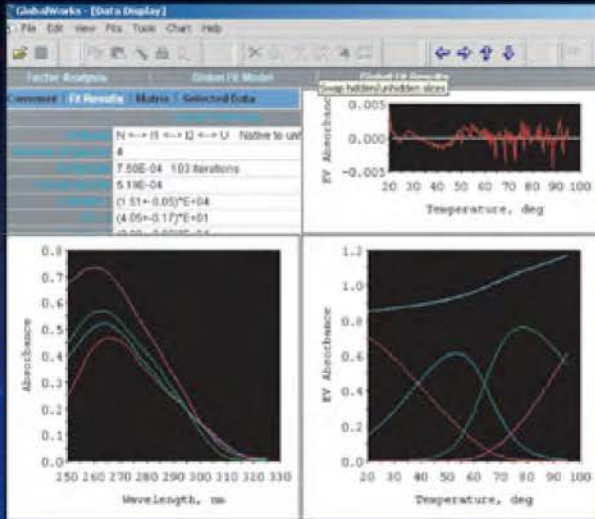 GlobalWorks - [Data Display]
File Edit View Fits Tools Chart Help
Factor Analysis Global Fit Model Global Fit Results
Swap hidden/unhidden slices
Comment Fit Results Matrix Selected Data
N <--> I1 <--> I2 <--> U Native to unf
4
7.50E-04 103 Iterations
5.19E-04
(1.51+-0.05)*E+04
(4.05+-0.17)*E+01
EV Absorbance
0.005
0.000
-0.005
20 30 40 50 60 70 80 90 100
Temperature, deg
Absorbance
0.8
0.7
0.6
0.5
0.4
0.3
0.2
0.1
0.0
250 260 270 280 290 300 310 320 330
Wavelength, nm
EV Absorbance
1.2
1.0
0.8
0.6
0.4
0.2
0.0
20 30 40 50 60 70 80 90 100
Temperature, deg